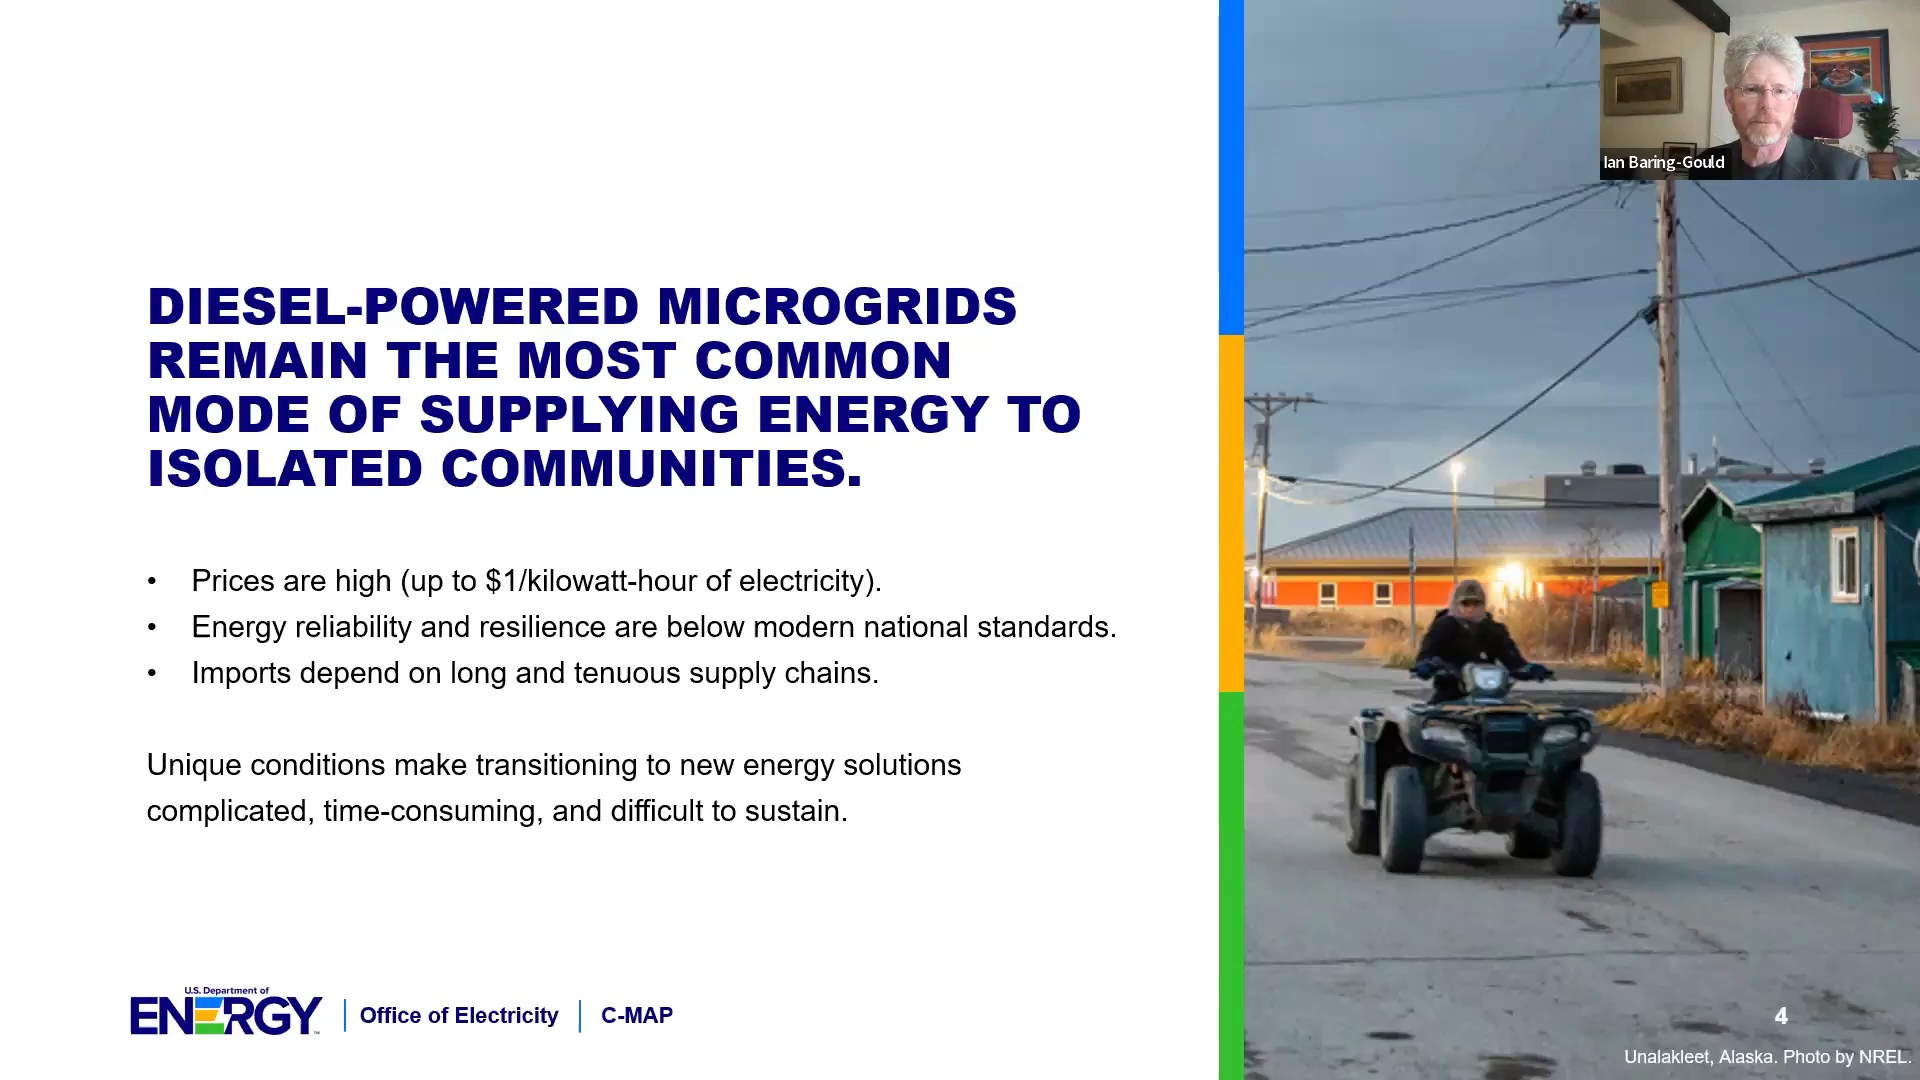 DIESEL-POWERED MICROGRIDS
REMAIN THE MOST COMMON
MODE OF SUPPLYING ENERGY TO
ISOLATED COMMUNITIES.
• Prices are high (up to $1/kilowatt-hour of electricity).
• Energy reliability and resilience are below modern national standards.
• Imports depend on long and tenuous supply chains.
Unique conditions make transitioning to new energy solutions
complicated, time-consuming, and difficult to sustain.
U.S. Department of
ENERGY
Office of Electricity
C-MAP
Ian Baring-Gould
4
Unalakleet, Alaska. Photo by NREL.